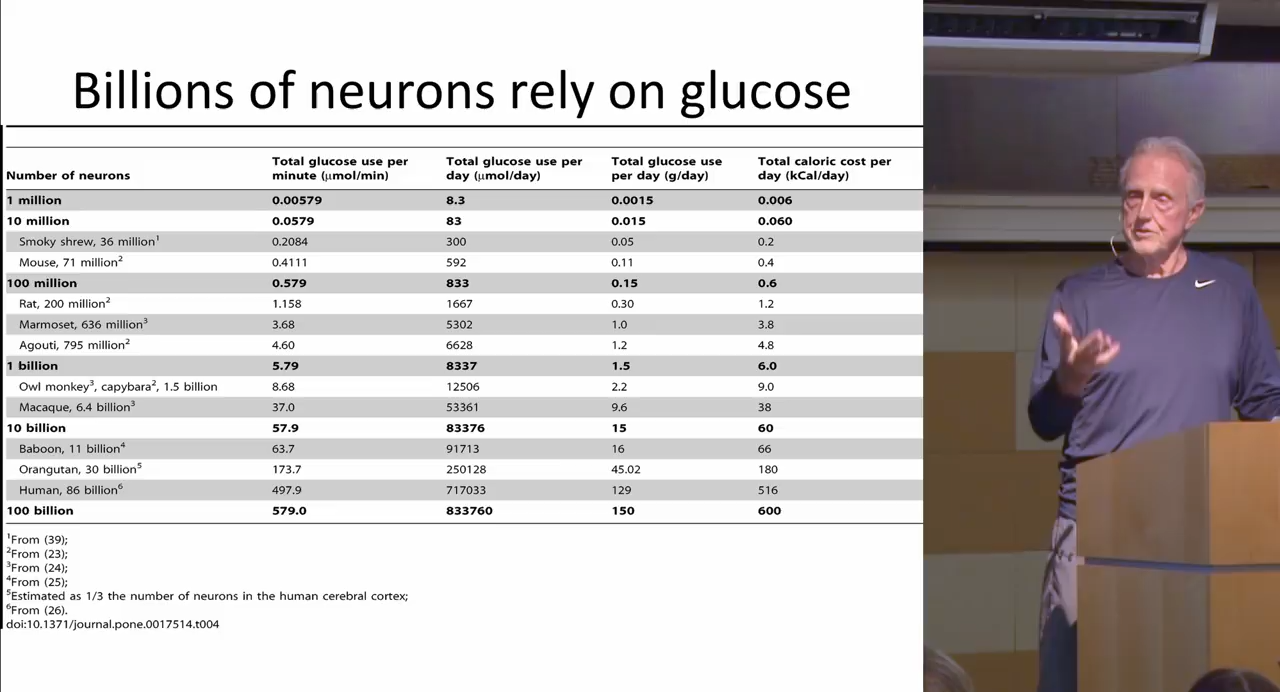 Billions of neurons rely on glucose
Number of neurons Total glucose use per minute (μmol/min) Total glucose use per day (μmol/day) Total glucose use per day (g/day) Total caloric cost per day (kCal/day)
1 million 0.00579 8.3 0.0015 0.006
10 million 0.0579 83 0.015 0.060
Smoky shrew, 36 million¹ 0.2084 300 0.05 0.2
Mouse, 71 million² 0.4111 592 0.11 0.4
100 million 0.579 833 0.15 0.6
Rat, 200 million² 1.158 1667 0.30 1.2
Marmoset, 636 million³ 3.68 5302 1.0 3.8
Agouti, 795 million² 4.60 6628 1.2 4.8
1 billion 5.79 8337 1.5 6.0
Owl monkey³, capybara², 1.5 billion 8.68 12506 2.2 9.0
Macaque, 6.4 billion³ 37.0 53361 9.6 38
10 billion 57.9 83376 15 60
Baboon, 11 billion⁴ 63.7 91713 16 66
Orangutan, 30 billion⁵ 173.7 250128 45.02 180
Human, 86 billion⁶ 497.9 717033 129 516
100 billion 579.0 833760 150 600
¹From (39);
²From (23);
³From (24);
⁴From (25);
⁵Estimated as 1/3 the number of neurons in the human cerebral cortex;
⁶From (26).
doi:10.1371/journal.pone.0017514.t004